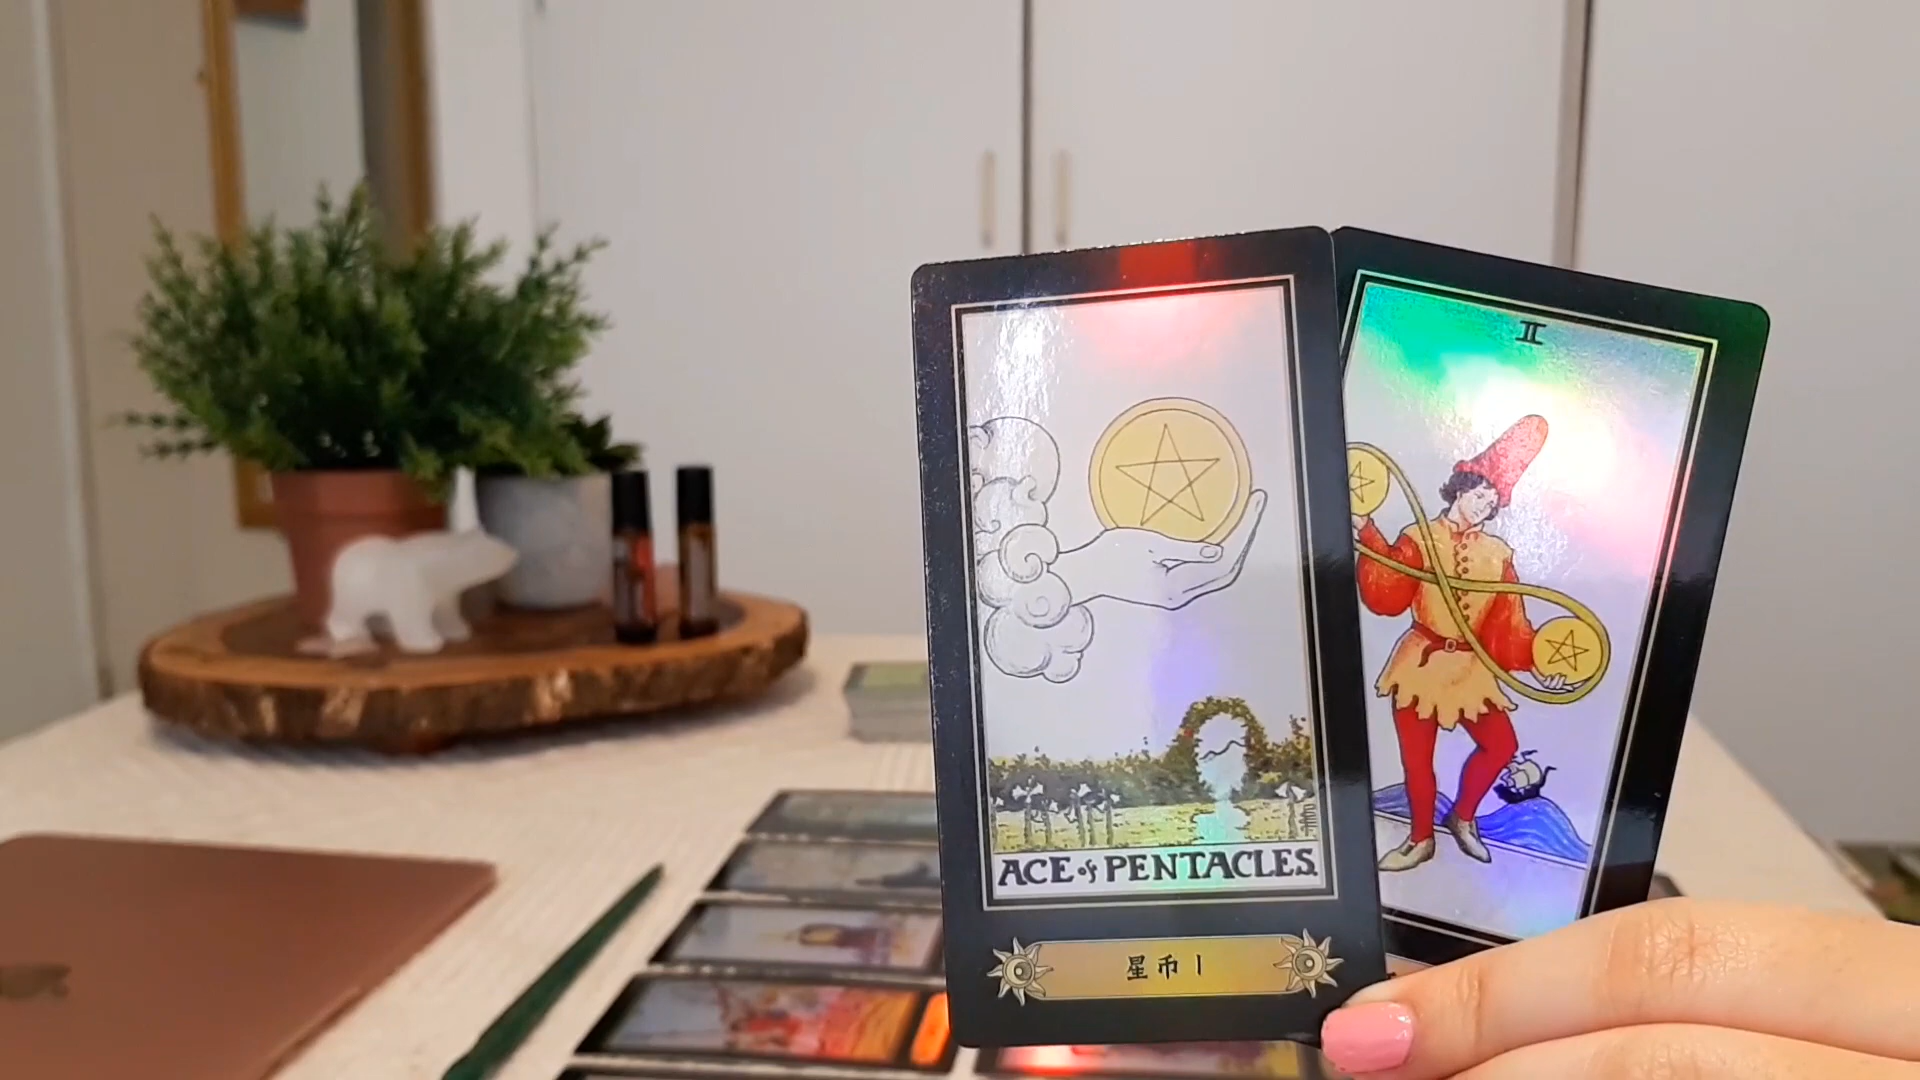 ACE of PENTACLES.
星币 I
II